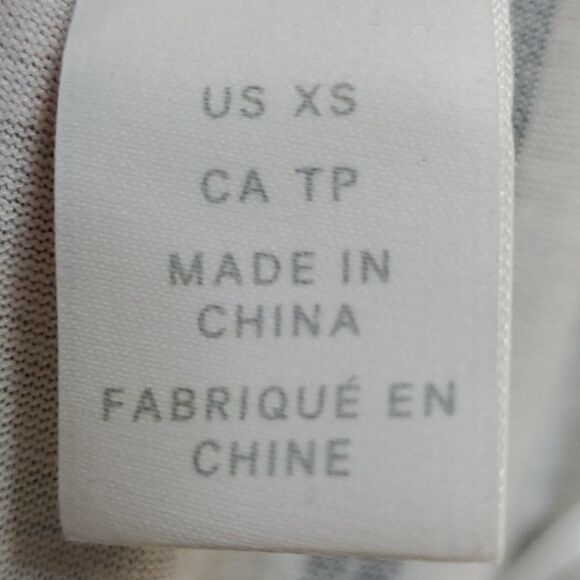 US XS
CA TP
MADE IN
CHINA
FABRIQUÉ EN
CHINE